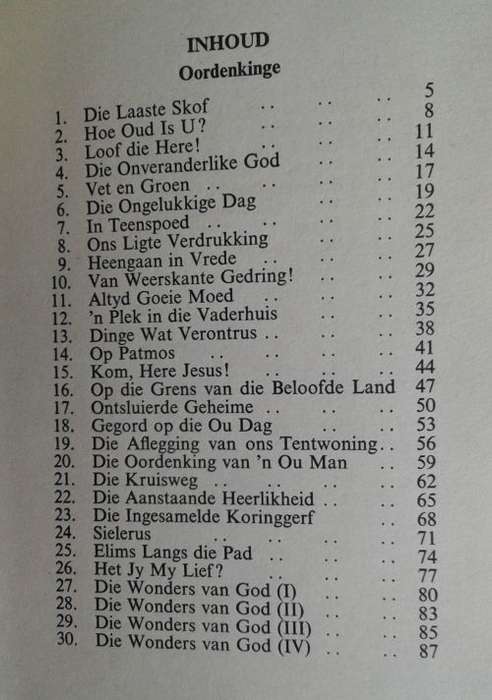 INHOUD
Oordenkinge
1. Die Laaste Skof .. .. .. 5
2. Hoe Oud Is U? .. .. .. 8
3. Loof die Here! .. .. .. 11
4. Die Onveranderlike God .. .. 14
5. Vet en Groen .. .. .. .. 17
6. Die Ongelukkige Dag .. .. 19
7. In Teenspoed .. .. .. .. 22
8. Ons Ligte Verdrukking .. .. 25
9. Heengaan in Vrede .. .. .. 27
10. Van Weerskante Gedring! .. .. 29
11. Altyd Goeie Moed .. .. .. 32
12. 'n Plek in die Vaderhuis .. .. 35
13. Dinge Wat Verontrus .. .. .. 38
14. Op Patmos .. .. .. .. 41
15. Kom, Here Jesus! .. .. .. 44
16. Op die Grens van die Beloofde Land 47
17. Ontsluierde Geheime .. .. .. 50
18. Gegord op die Ou Dag .. .. 53
19. Die Aflegging van ons Tentwoning .. 56
20. Die Oordenking van 'n Ou Man .. 59
21. Die Kruisweg .. .. .. .. 62
22. Die Aanstaande Heerlikheid .. .. 65
23. Die Ingesamelde Koringgerf .. 68
24. Sielerus .. .. .. .. 71
25. Elims Langs die Pad .. .. .. 74
26. Het Jy My Lief? .. .. .. 77
27. Die Wonders van God (I) .. .. 80
28. Die Wonders van God (II) .. .. 83
29. Die Wonders van God (III) .. .. 85
30. Die Wonders van God (IV) .. .. 87